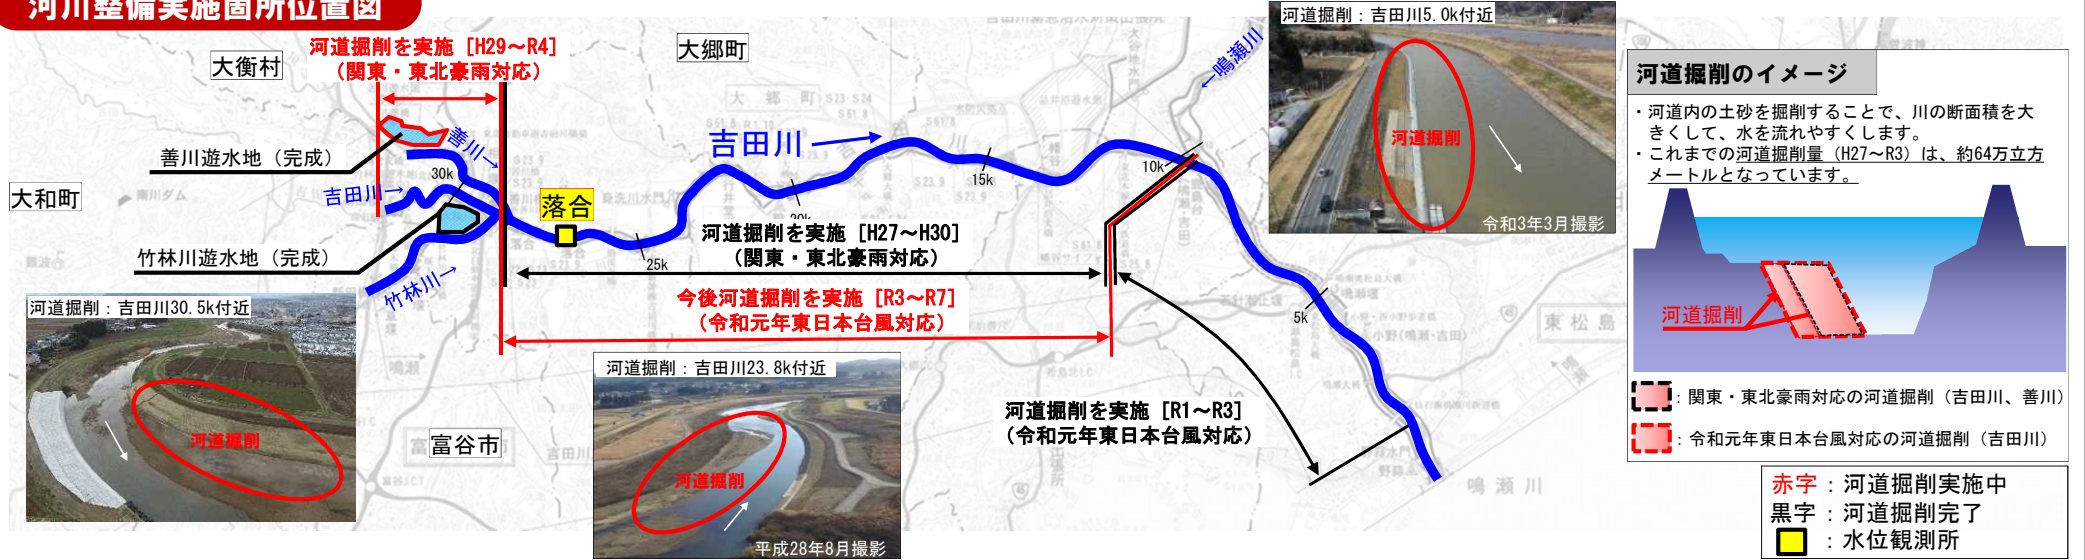 河川整備実施箇所位置図
河道掘削を実施［H29～R4］
（関東・東北豪雨対応）
大衡村
大郷町
大和町
富谷市
善川遊水地（完成）
竹林川遊水地（完成）
善川→
吉田川→
竹林川→
30k
落合
25k
吉田川
20k
15k
10k
5k
←鳴瀬川
河道掘削を実施［H27～H30］
（関東・東北豪雨対応）
今後河道掘削を実施［R3～R7］
（令和元年東日本台風対応）
河道掘削を実施［R1～R3］
（令和元年東日本台風対応）
南川ダム
大 郷 町
S23･S24
東松島
鳴瀬川
吉田川
河道掘削：吉田川30.5k付近
河道掘削
河道掘削：吉田川23.8k付近
河道掘削
平成28年8月撮影
河道掘削：吉田川5.0k付近
河道掘削
令和3年3月撮影
河道掘削のイメージ
・河道内の土砂を掘削することで、川の断面積を大
きくして、水を流れやすくします。
・これまでの河道掘削量（H27～R3）は、約64万立方
メートルとなっています。
河道掘削
：関東・東北豪雨対応の河道掘削（吉田川、善川）
：令和元年東日本台風対応の河道掘削（吉田川）
赤字：河道掘削実施中
黒字：河道掘削完了
：水位観測所